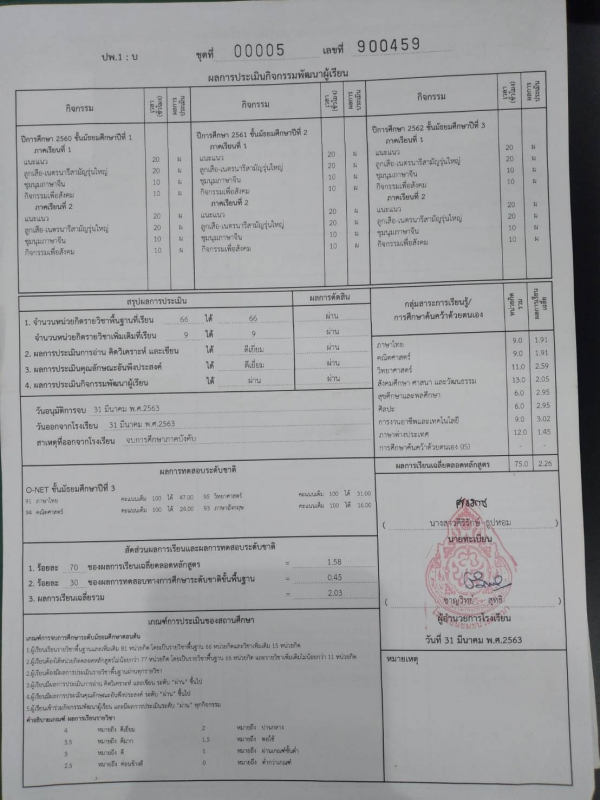 ปพ.1 : บ ชุดที่ 00005 เลขที่ 900459
ผลการประเมินกิจกรรมพัฒนาผู้เรียน
กิจกรรม เวลา (ชั่วโมง) ผลการประเมิน กิจกรรม เวลา (ชั่วโมง) ผลการประเมิน กิจกรรม เวลา (ชั่วโมง) ผลการประเมิน
ปีการศึกษา 2560 ชั้นมัธยมศึกษาปีที่ 1
ภาคเรียนที่ 1
แนะแนว 20 ผ
ลูกเสือ-เนตรนารีสามัญรุ่นใหญ่ 20 ผ
ชุมนุมภาษาจีน 10 ผ
กิจกรรมเพื่อสังคม 10 ผ
ภาคเรียนที่ 2
แนะแนว 20 ผ
ลูกเสือ-เนตรนารีสามัญรุ่นใหญ่ 20 ผ
ชุมนุมภาษาจีน 10 ผ
กิจกรรมเพื่อสังคม 10 ผ
ปีการศึกษา 2561 ชั้นมัธยมศึกษาปีที่ 2
ภาคเรียนที่ 1
แนะแนว 20 ผ
ลูกเสือ-เนตรนารีสามัญรุ่นใหญ่ 20 ผ
ชุมนุมภาษาจีน 10 ผ
กิจกรรมเพื่อสังคม 10 ผ
ภาคเรียนที่ 2
แนะแนว 20 ผ
ลูกเสือ-เนตรนารีสามัญรุ่นใหญ่ 20 ผ
ชุมนุมภาษาจีน 10 ผ
กิจกรรมเพื่อสังคม 10 ผ
ปีการศึกษา 2562 ชั้นมัธยมศึกษาปีที่ 3
ภาคเรียนที่ 1
แนะแนว 20 ผ
ลูกเสือ-เนตรนารีสามัญรุ่นใหญ่ 20 ผ
ชุมนุมภาษาจีน 10 ผ
กิจกรรมเพื่อสังคม 10 ผ
ภาคเรียนที่ 2
แนะแนว 20 ผ
ลูกเสือ-เนตรนารีสามัญรุ่นใหญ่ 20 ผ
ชุมนุมภาษาจีน 10 ผ
กิจกรรมเพื่อสังคม 10 ผ
สรุปผลการประเมิน ผลการตัดสิน
1. จำนวนหน่วยกิตรายวิชาพื้นฐานที่เรียน 66 ได้ 66 ผ่าน
จำนวนหน่วยกิตรายวิชาเพิ่มเติมที่เรียน 9 ได้ 9 ผ่าน
2. ผลการประเมินการอ่าน คิดวิเคราะห์ และเขียน ได้ ดีเยี่ยม ผ่าน
3. ผลการประเมินคุณลักษณะอันพึงประสงค์ ได้ ดีเยี่ยม ผ่าน
4. ผลการประเมินกิจกรรมพัฒนาผู้เรียน ได้ ผ่าน ผ่าน
วันอนุมัติการจบ 31 มีนาคม พ.ศ.2563
วันออกจากโรงเรียน 31 มีนาคม พ.ศ.2563
สาเหตุที่ออกจากโรงเรียน จบการศึกษาภาคบังคับ
กลุ่มสาระการเรียนรู้/ การศึกษาค้นคว้าด้วยตนเอง หน่วยกิตรวม ผลการเรียนเฉลี่ย
ภาษาไทย 9.0 1.91
คณิตศาสตร์ 9.0 1.91
วิทยาศาสตร์ 11.0 2.59
สังคมศึกษา ศาสนา และวัฒนธรรม 13.0 2.05
สุขศึกษาและพลศึกษา 6.0 2.95
ศิลปะ 6.0 2.95
การงานอาชีพและเทคโนโลยี 9.0 3.02
ภาษาต่างประเทศ 12.0 1.45
การศึกษาค้นคว้าด้วยตนเอง (IS) - -
ผลการเรียนเฉลี่ยตลอดหลักสูตร 75.0 2.26
ผลการทดสอบระดับชาติ
O-NET ชั้นมัธยมศึกษาปีที่ 3
91 ภาษาไทย คะแนนเต็ม 100 ได้ 47.00 95 วิทยาศาสตร์ คะแนนเต็ม 100 ได้ 31.00
94 คณิตศาสตร์ คะแนนเต็ม 100 ได้ 24.00 93 ภาษาอังกฤษ คะแนนเต็ม 100 ได้ 16.00
สัดส่วนผลการเรียนและผลการทดสอบระดับชาติ
1. ร้อยละ 70 ของผลการเรียนเฉลี่ยตลอดหลักสูตร = 1.58
2. ร้อยละ 30 ของผลการทดสอบทางการศึกษาระดับชาติขั้นพื้นฐาน = 0.45
3. ผลการเรียนเฉลี่ยรวม = 2.03
นายทะเบียน
ผู้อำนวยการโรงเรียน
วันที่ 31 มีนาคม พ.ศ.2563
หมายเหตุ
เกณฑ์การประเมินของสถานศึกษา
เกณฑ์การจบการศึกษาระดับมัธยมศึกษาตอนต้น
1.ผู้เรียนเรียนรายวิชาพื้นฐานและเพิ่มเติม 81 หน่วยกิต โดยเป็นรายวิชาพื้นฐาน 66 หน่วยกิตและวิชาเพิ่มเติม 15 หน่วยกิต
2.ผู้เรียนต้องได้หน่วยกิตตลอดหลักสูตรไม่น้อยกว่า 77 หน่วยกิต โดยเป็นรายวิชาพื้นฐาน 66 หน่วยกิต และรายวิชาเพิ่มเติมไม่น้อยกว่า 11 หน่วยกิต
2.ผู้เรียนต้องมีผลการประเมินรายวิชาพื้นฐานผ่านทุกรายวิชา
3.ผู้เรียนมีผลการประเมินการอ่าน คิดวิเคราะห์ และเขียน ระดับ "ผ่าน" ขึ้นไป
4.ผู้เรียนมีผลการประเมินคุณลักษณะอันพึงประสงค์ ระดับ "ผ่าน" ขึ้นไป
5.ผู้เรียนเข้าร่วมกิจกรรมพัฒนาผู้เรียน และมีผลการประเมินระดับ "ผ่าน" ทุกกิจกรรม
คำอธิบายเกณฑ์ ผลการเรียนรายวิชา
4 หมายถึง ดีเยี่ยม 2 หมายถึง ปานกลาง
3.5 หมายถึง ดีมาก 1.5 หมายถึง พอใช้
3 หมายถึง ดี 1 หมายถึง ผ่านเกณฑ์ขั้นต่ำ
2.5 หมายถึง ค่อนข้างดี 0 หมายถึง ต่ำกว่าเกณฑ์